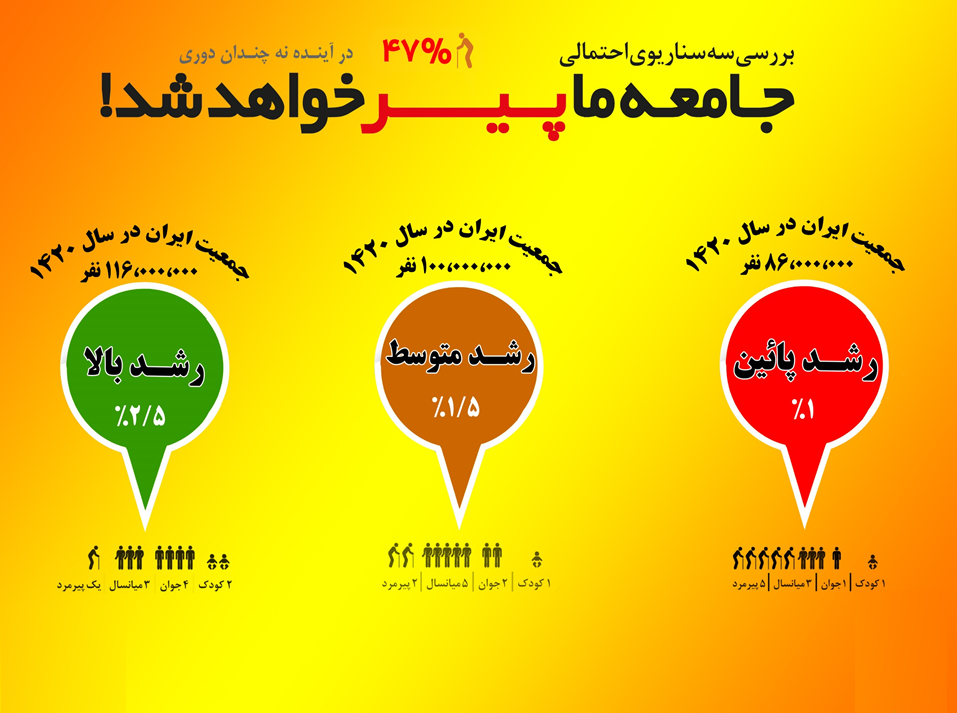 بررسی سه سناریوی احتمالی
۴۷%
در آینده نه چندان دوری
جامعه ما پیــر خواهد شد!
جمعیت ایران در سال ۱۴۲۰
۸۶،۰۰۰،۰۰۰ نفر
رشـد پائین
٪۱
۱ کودک | ۱ جوان | ۳ میانسال | ۵ پیرمرد
جمعیت ایران در سال ۱۴۲۰
۱۰۰،۰۰۰،۰۰۰ نفر
رشـد متوسط
٪۱/۵
۱ کودک | ۲ جوان | ۵ میانسال | ۲ پیرمرد
جمعیت ایران در سال ۱۴۲۰
۱۱۶،۰۰۰،۰۰۰ نفر
رشـد بالا
٪۲/۵
۲ کودک | ۴ جوان | ۳ میانسال | یک پیرمرد